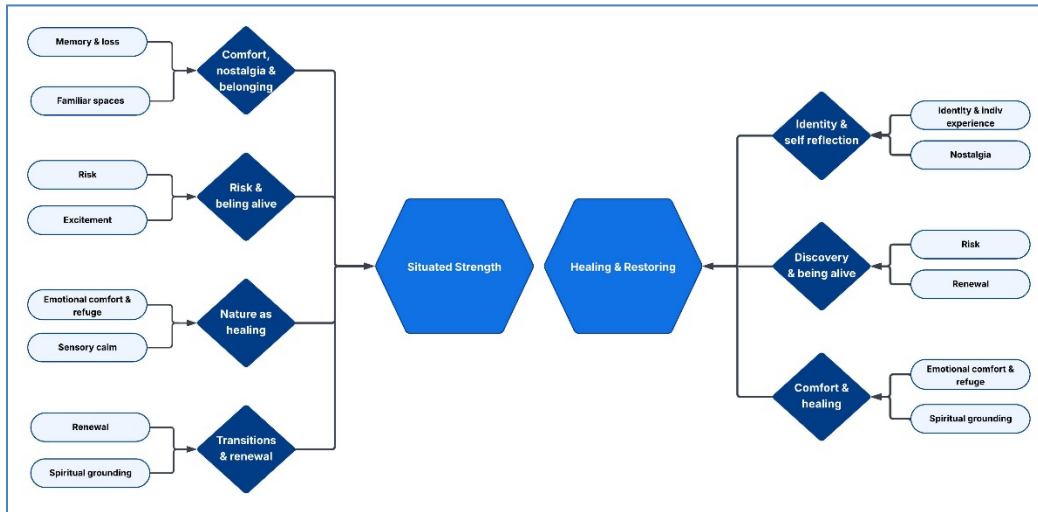 Memory & loss
Familiar spaces
Comfort,
nostalgia &
belonging
Risk
Excitement
Risk &
beling alive
Emotional comfort &
refuge
Sensory calm
Nature as
healing
Renewal
Spiritual grounding
Transitions
& renewal
Situated Strength
Healing & Restoring
Identity &
self reflection
Identity & indiv
experience
Nostalgia
Discovery
& being alive
Risk
Renewal
Comfort &
healing
Emotional comfort &
refuge
Spiritual grounding